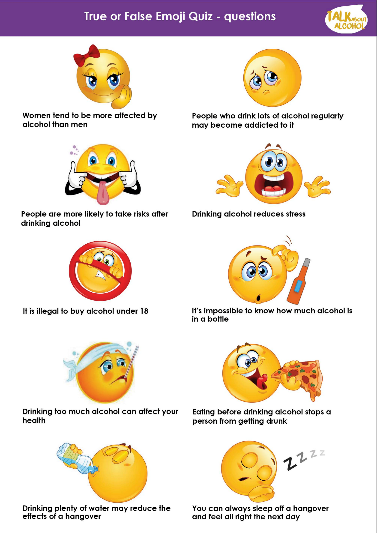 True or False Emoji Quiz - questions
TALK ABOUT
ALCOHOL
Women tend to be more affected by
alcohol than men
People who drink lots of alcohol regularly
may become addicted to it
People are more likely to take risks after
drinking alcohol
Drinking alcohol reduces stress
It is illegal to buy alcohol under 18
It's impossible to know how much alcohol is
in a bottle
Drinking too much alcohol can affect your
health
Eating before drinking alcohol stops a
person from getting drunk
Drinking plenty of water may reduce the
effects of a hangover
z z z z
You can always sleep off a hangover
and feel all right the next day